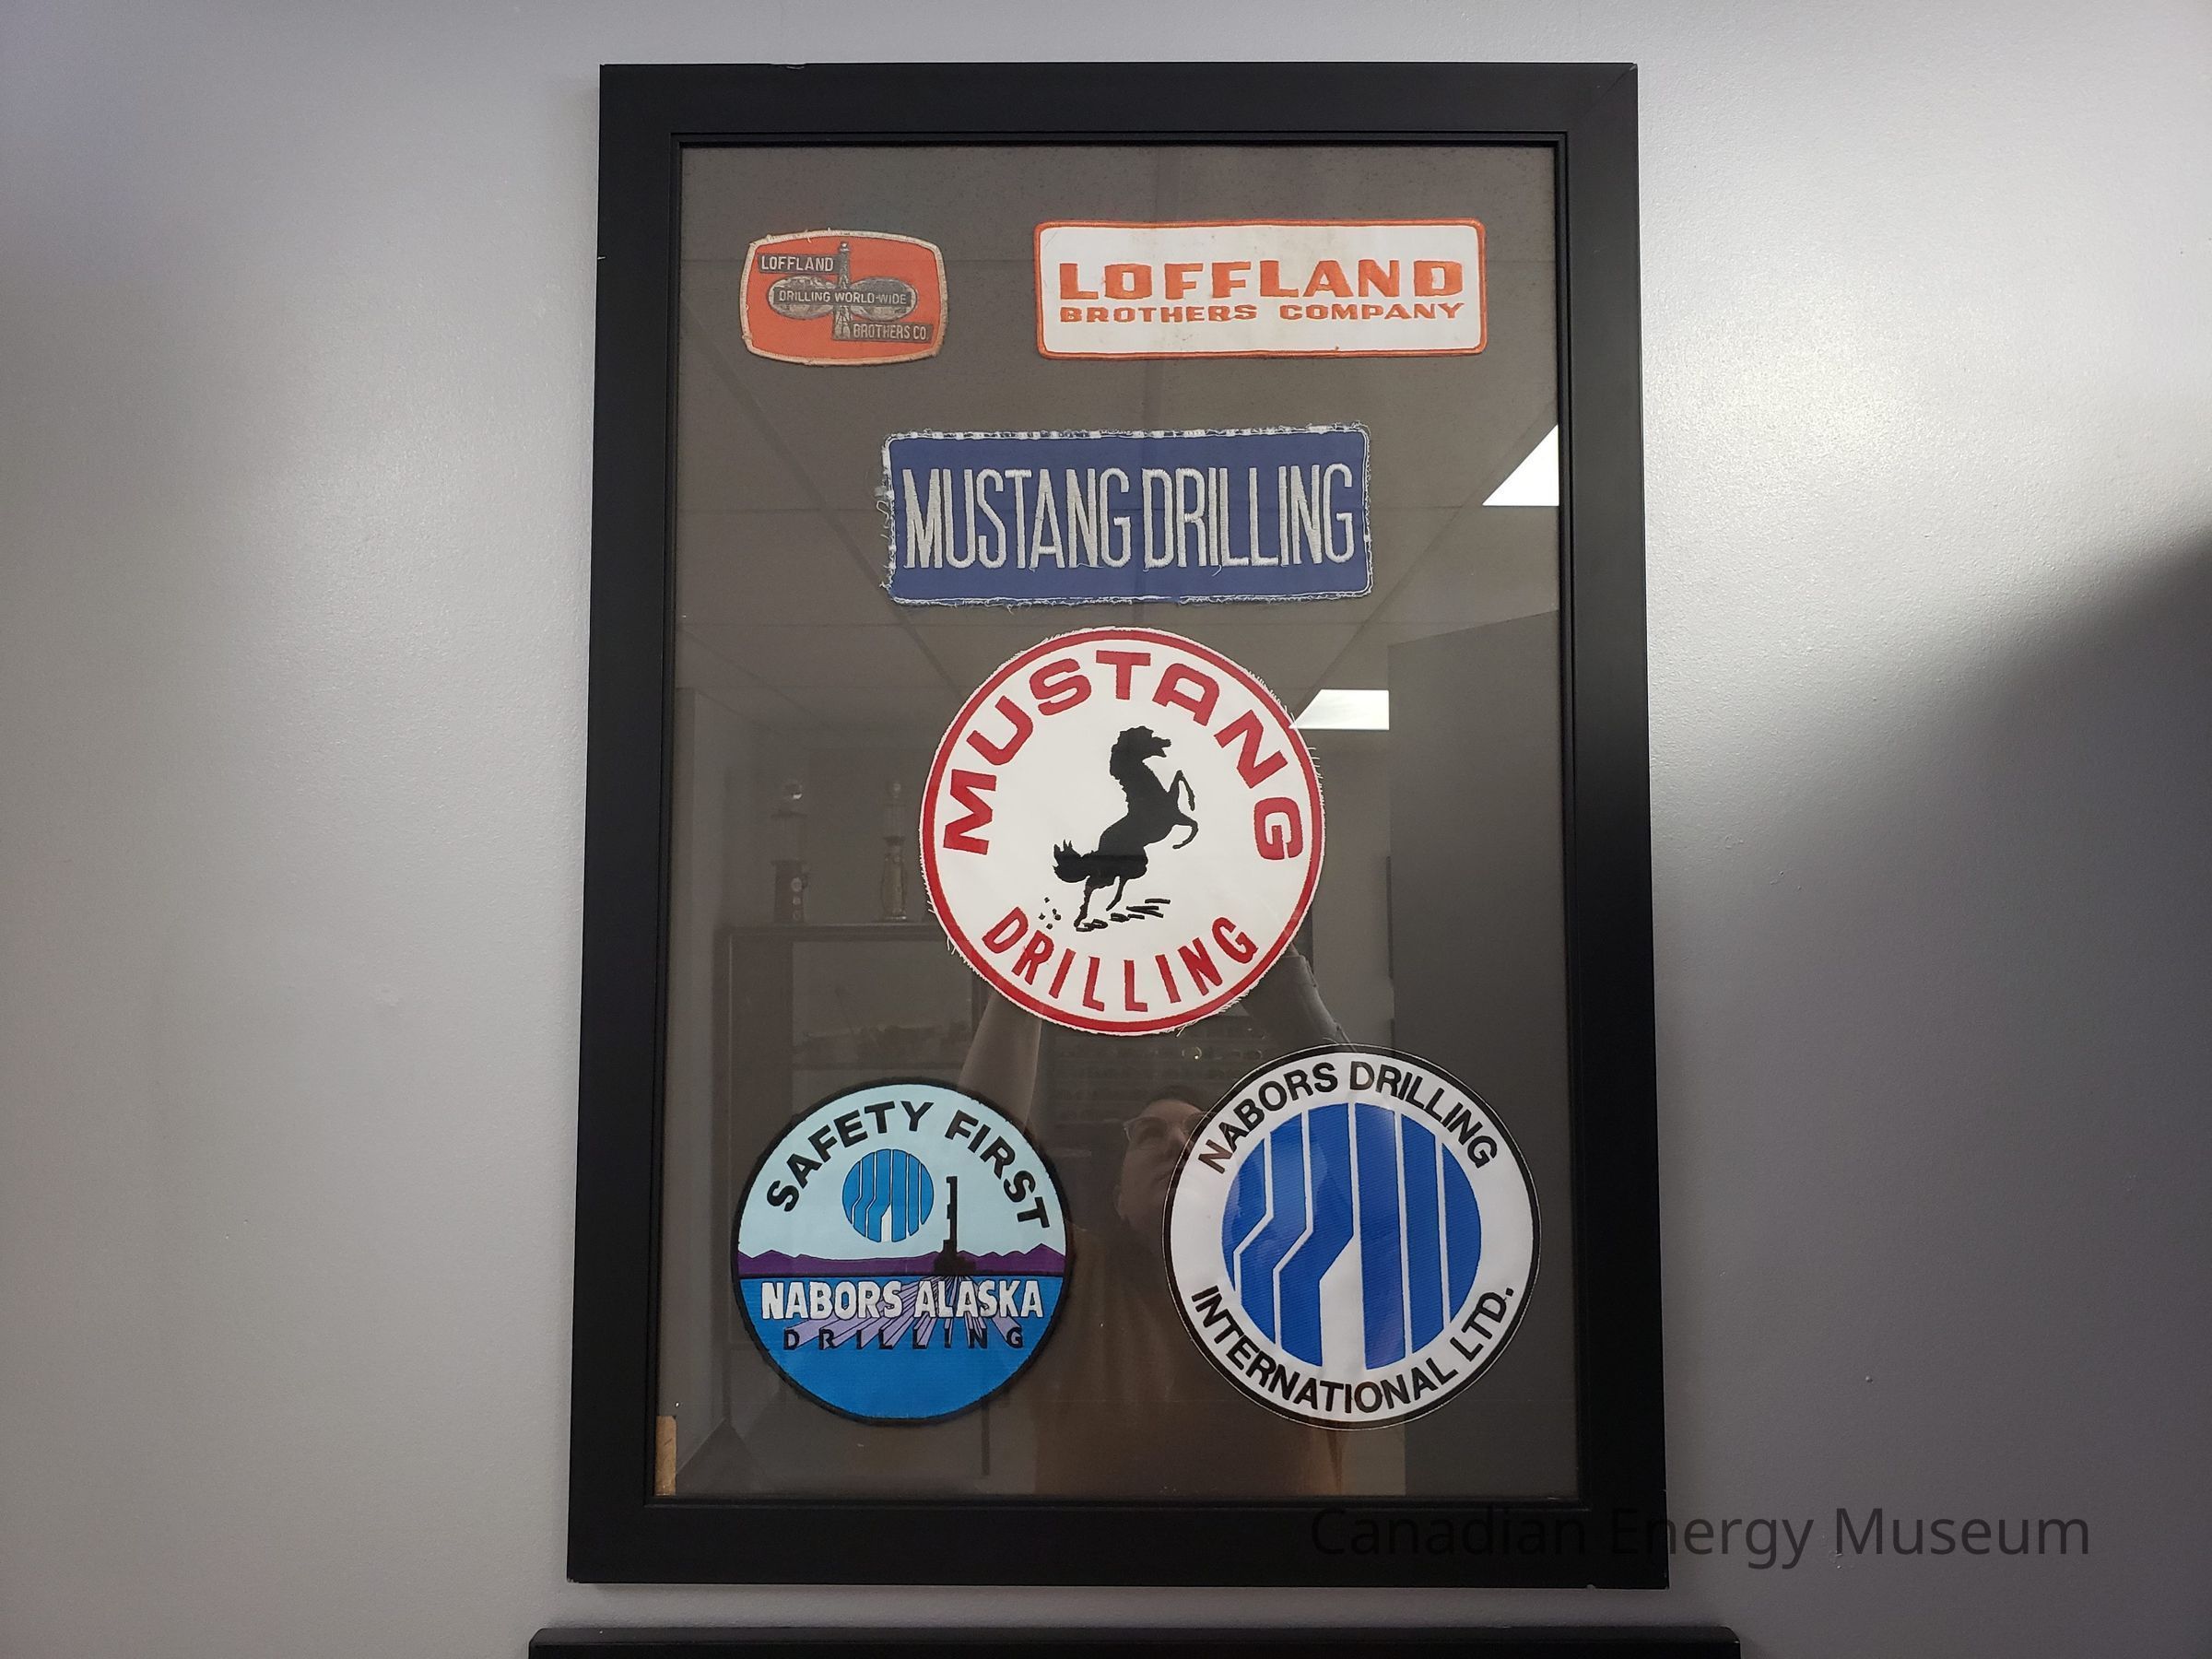 LOFFLAND
DRILLING WORLD-WIDE
BROTHERS CO.
LOFFLAND
BROTHERS COMPANY
MUSTANG DRILLING
MUSTANG
DRILLING
SAFETY FIRST
NABORS ALASKA
DRILLING
NABORS DRILLING
INTERNATIONAL LTD.
Canadian Energy Museum